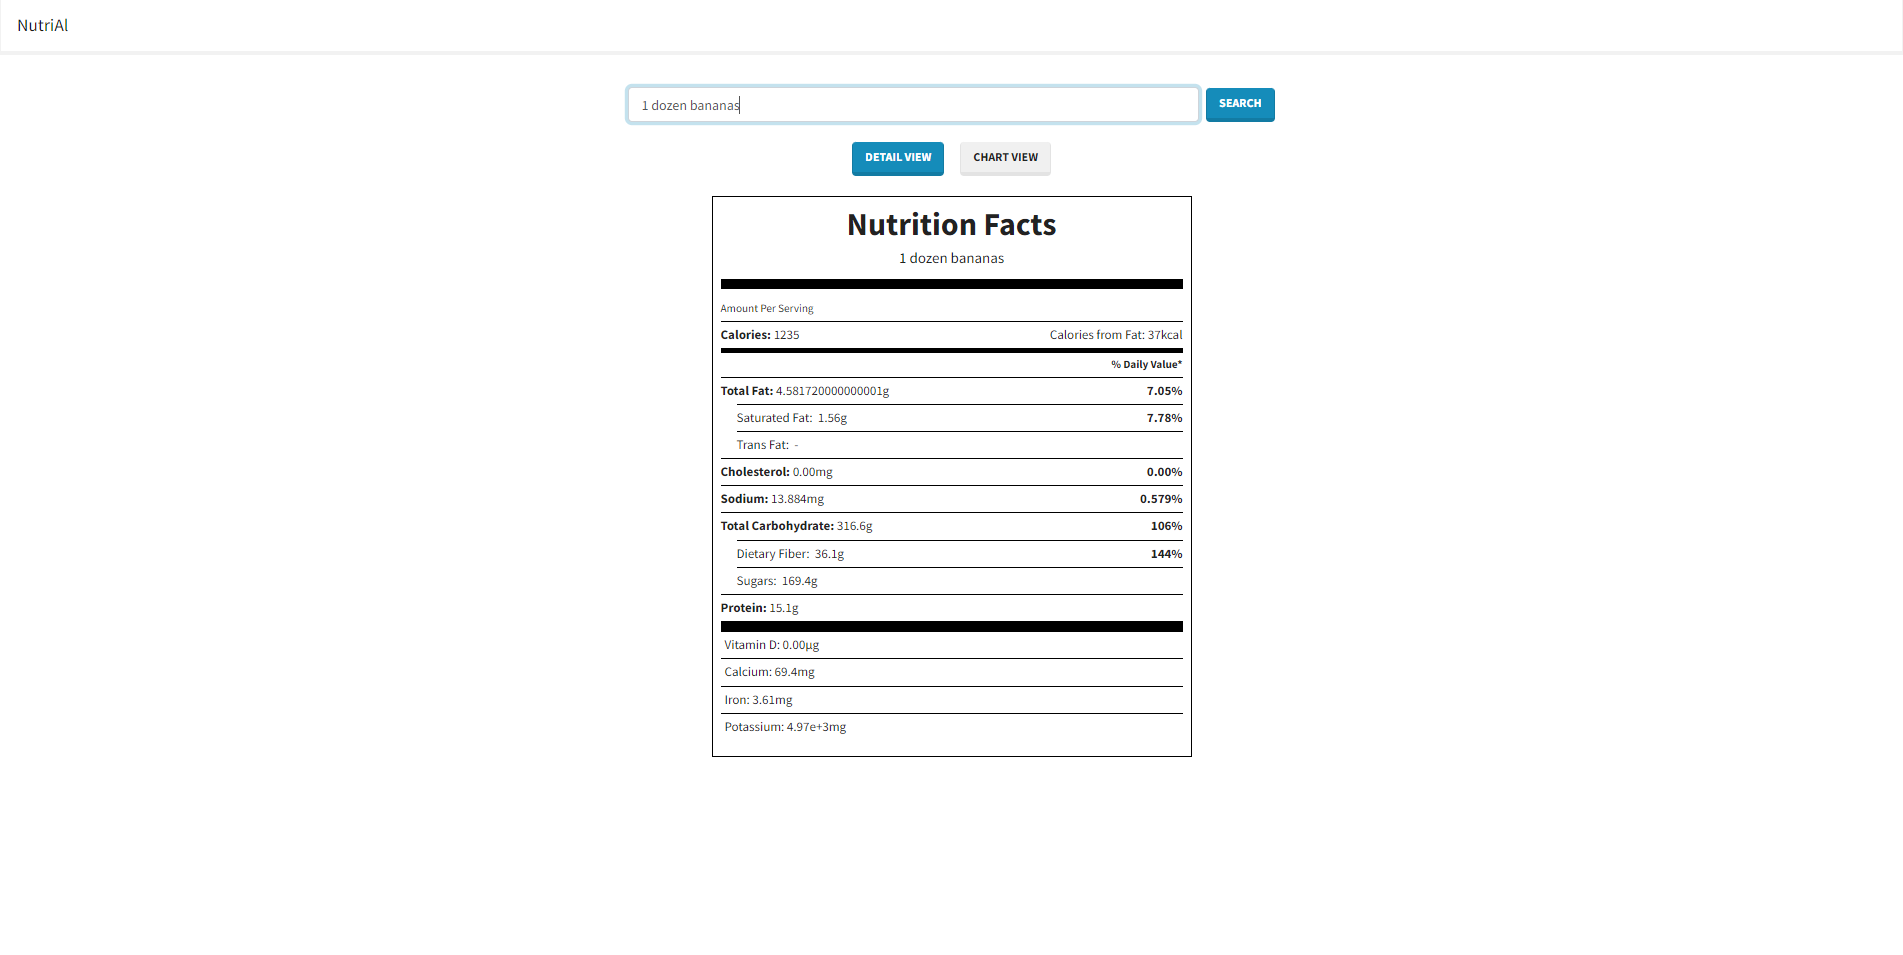 NutriAl
1 dozen bananas
SEARCH
DETAIL VIEW CHART VIEW
Nutrition Facts
1 dozen bananas
Amount Per Serving
Calories: 1235 Calories from Fat: 37kcal
% Daily Value*
Total Fat: 4.581720000000001g 7.05%
Saturated Fat: 1.56g 7.78%
Trans Fat: -
Cholesterol: 0.00mg 0.00%
Sodium: 13.884mg 0.579%
Total Carbohydrate: 316.6g 106%
Dietary Fiber: 36.1g 144%
Sugars: 169.4g
Protein: 15.1g
Vitamin D: 0.00µg
Calcium: 69.4mg
Iron: 3.61mg
Potassium: 4.97e+3mg